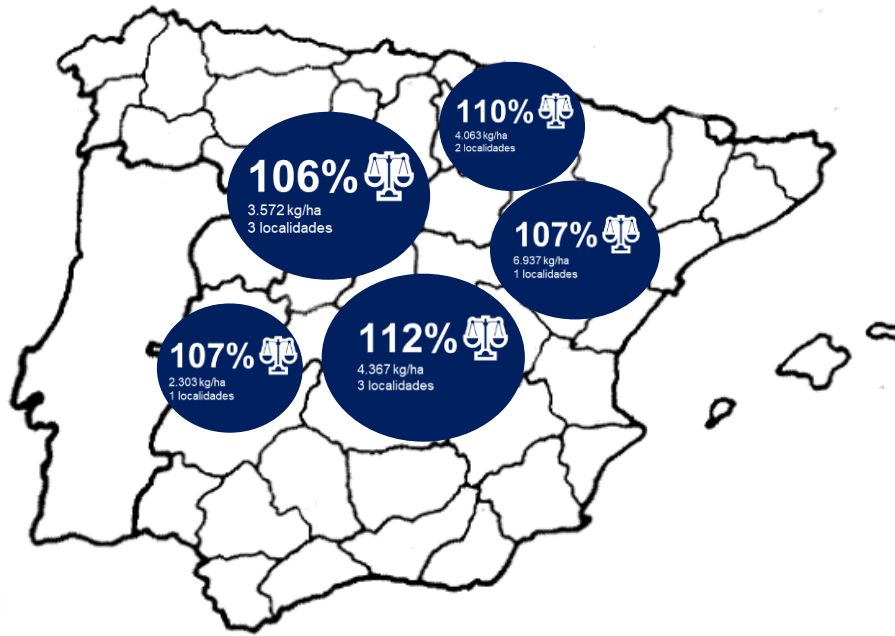 110%
4.063 kg/ha
2 localidades
106%
3.572 kg/ha
3 localidades
107%
6.937 kg/ha
1 localidades
112%
4.367 kg/ha
3 localidades
107%
2.303 kg/ha
1 localidades